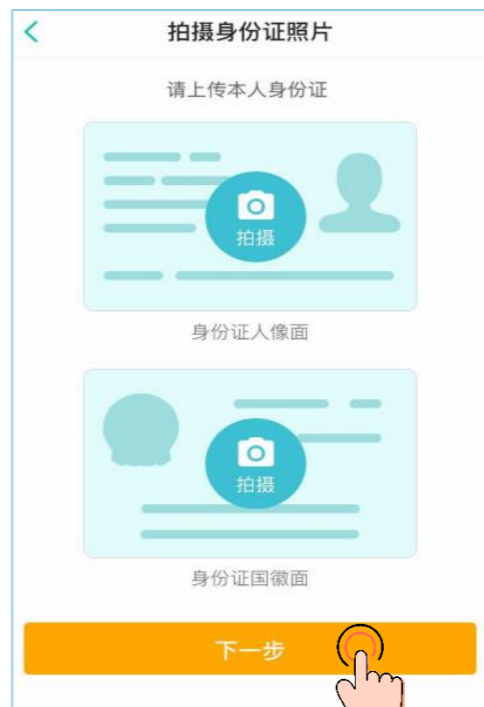 拍摄身份证照片
请上传本人身份证
拍摄
身份证人像面
拍摄
身份证国徽面
下一步